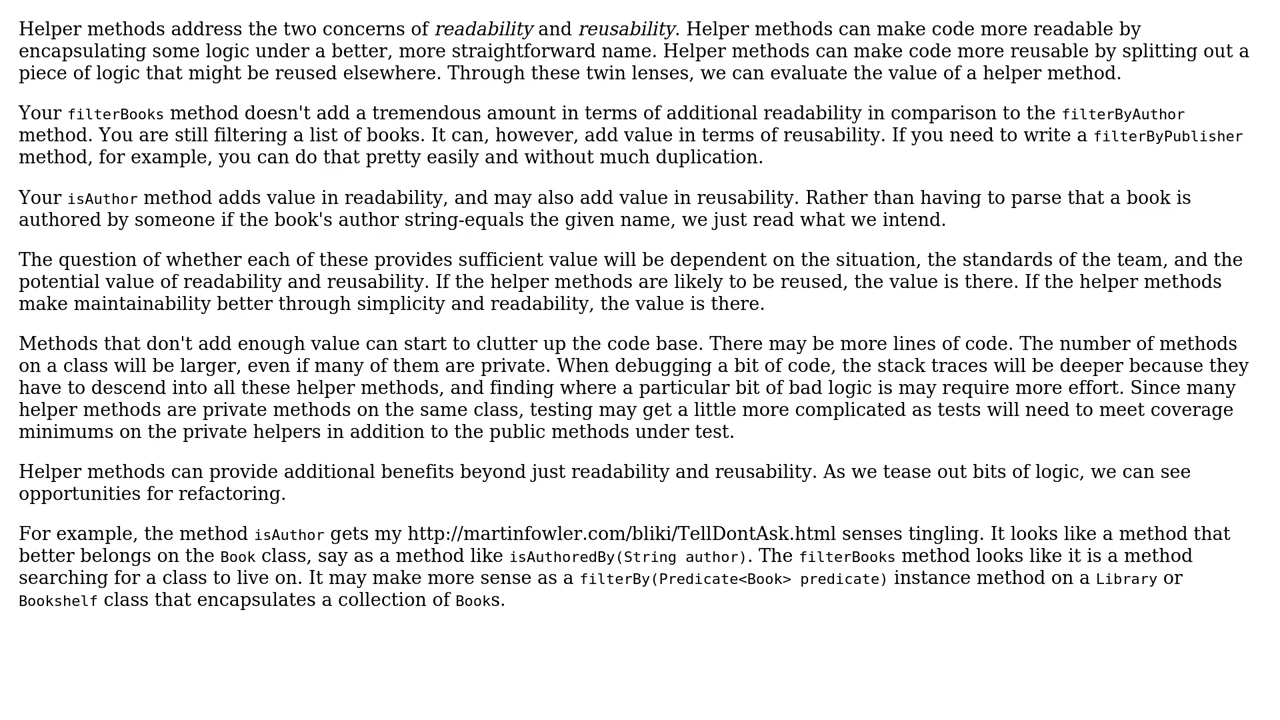 Helper methods address the two concerns of readability and reusability. Helper methods can make code more readable by
encapsulating some logic under a better, more straightforward name. Helper methods can make code more reusable by splitting out a
piece of logic that might be reused elsewhere. Through these twin lenses, we can evaluate the value of a helper method.
Your filterBooks method doesn't add a tremendous amount in terms of additional readability in comparison to the filterByAuthor
method. You are still filtering a list of books. It can, however, add value in terms of reusability. If you need to write a filterByPublisher
method, for example, you can do that pretty easily and without much duplication.
Your isAuthor method adds value in readability, and may also add value in reusability. Rather than having to parse that a book is
authored by someone if the book's author string-equals the given name, we just read what we intend.
The question of whether each of these provides sufficient value will be dependent on the situation, the standards of the team, and the
potential value of readability and reusability. If the helper methods are likely to be reused, the value is there. If the helper methods
make maintainability better through simplicity and readability, the value is there.
Methods that don't add enough value can start to clutter up the code base. There may be more lines of code. The number of methods
on a class will be larger, even if many of them are private. When debugging a bit of code, the stack traces will be deeper because they
have to descend into all these helper methods, and finding where a particular bit of bad logic is may require more effort. Since many
helper methods are private methods on the same class, testing may get a little more complicated as tests will need to meet coverage
minimums on the private helpers in addition to the public methods under test.
Helper methods can provide additional benefits beyond just readability and reusability. As we tease out bits of logic, we can see
opportunities for refactoring.
For example, the method isAuthor gets my http://martinfowler.com/bliki/TellDontAsk.html senses tingling. It looks like a method that
better belongs on the Book class, say as a method like isAuthoredBy(String author). The filterBooks method looks like it is a method
searching for a class to live on. It may make more sense as a filterBy(Predicate<Book> predicate) instance method on a Library or
Bookshelf class that encapsulates a collection of Books.